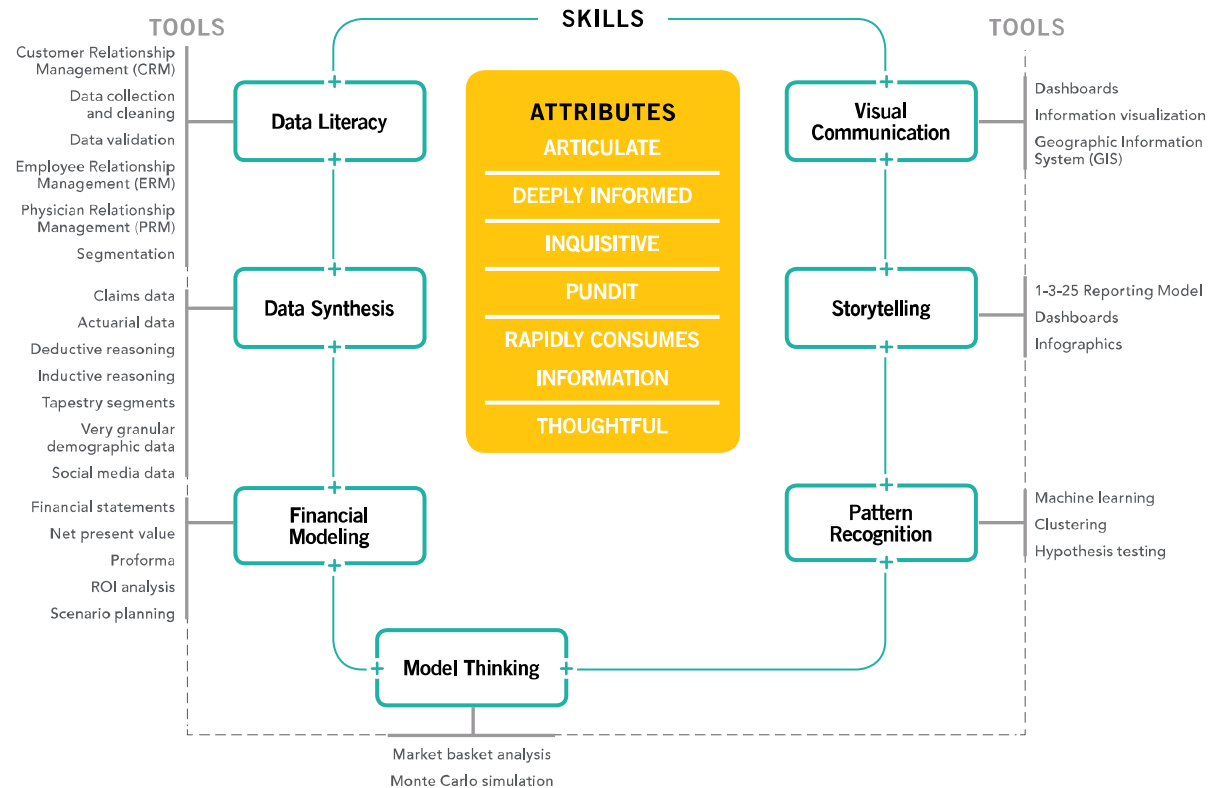 SKILLS
TOOLS
Customer Relationship
Management (CRM)
Data collection
and cleaning
Data validation
Employee Relationship
Management (ERM)
Physician Relationship
Management (PRM)
Segmentation
Data Literacy
Claims data
Actuarial data
Deductive reasoning
Inductive reasoning
Tapestry segments
Very granular
demographic data
Social media data
Data Synthesis
Financial statements
Net present value
Proforma
ROI analysis
Scenario planning
Financial
Modeling
ATTRIBUTES
ARTICULATE
DEEPLY INFORMED
INQUISITIVE
PUNDIT
RAPIDLY CONSUMES
INFORMATION
THOUGHTFUL
TOOLS
Visual
Communication
Dashboards
Information visualization
Geographic Information
System (GIS)
Storytelling
1-3-25 Reporting Model
Dashboards
Infographics
Pattern
Recognition
Machine learning
Clustering
Hypothesis testing
Model Thinking
Market basket analysis
Monte Carlo simulation